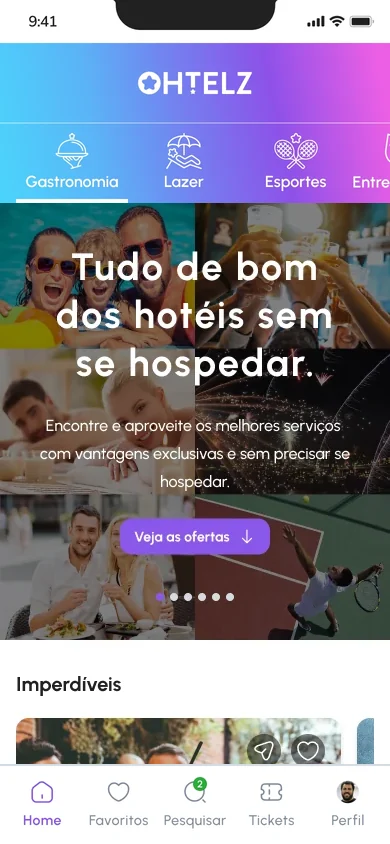 9:41
OHTELZ
Gastronomia
Lazer
Esportes
Entre
Tudo de bom
dos hotéis sem
se hospedar.
Encontre e aproveite os melhores serviços
com vantagens exclusivas e sem precisar se
hospedar.
Veja as ofertas
Imperdíveis
2
Home
Favoritos
Pesquisar
Tickets
Perfil